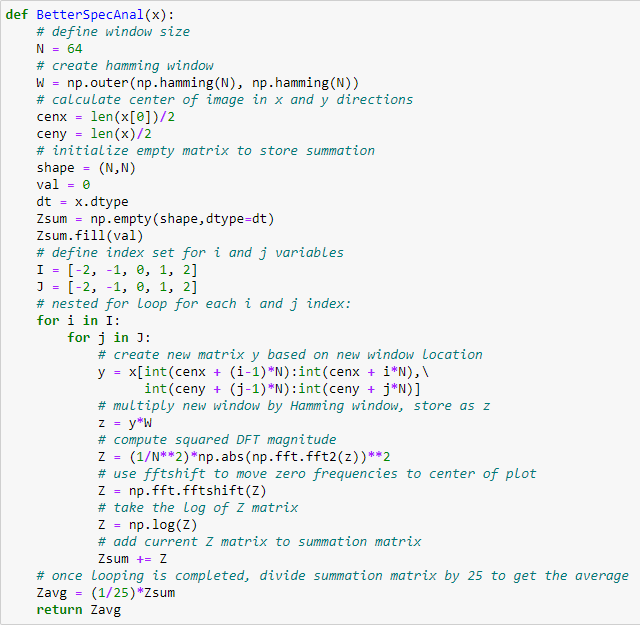 def BetterSpecAnal(x):
    # define window size
    N = 64
    # create hamming window
    W = np.outer(np.hamming(N), np.hamming(N))
    # calculate center of image in x and y directions
    cenx = len(x[0])/2
    ceny = len(x)/2
    # initialize empty matrix to store summation
    shape = (N,N)
    val = 0
    dt = x.dtype
    Zsum = np.empty(shape,dtype=dt)
    Zsum.fill(val)
    # define index set for i and j variables
    I = [-2, -1, 0, 1, 2]
    J = [-2, -1, 0, 1, 2]
    # nested for loop for each i and j index:
    for i in I:
        for j in J:
            # create new matrix y based on new window location
            y = x[int(cenx + (i-1)*N):int(cenx + i*N),\
                  int(ceny + (j-1)*N):int(ceny + j*N)]
            # multiply new window by Hamming window, store as z
            z = y*W
            # compute squared DFT magnitude
            Z = (1/N**2)*np.abs(np.fft.fft2(z))**2
            # use fftshift to move zero frequencies to center of plot
            Z = np.fft.fftshift(Z)
            # take the log of Z matrix
            Z = np.log(Z)
            # add current Z matrix to summation matrix
            Zsum += Z
    # once looping is completed, divide summation matrix by 25 to get the average
    Zavg = (1/25)*Zsum
    return Zavg